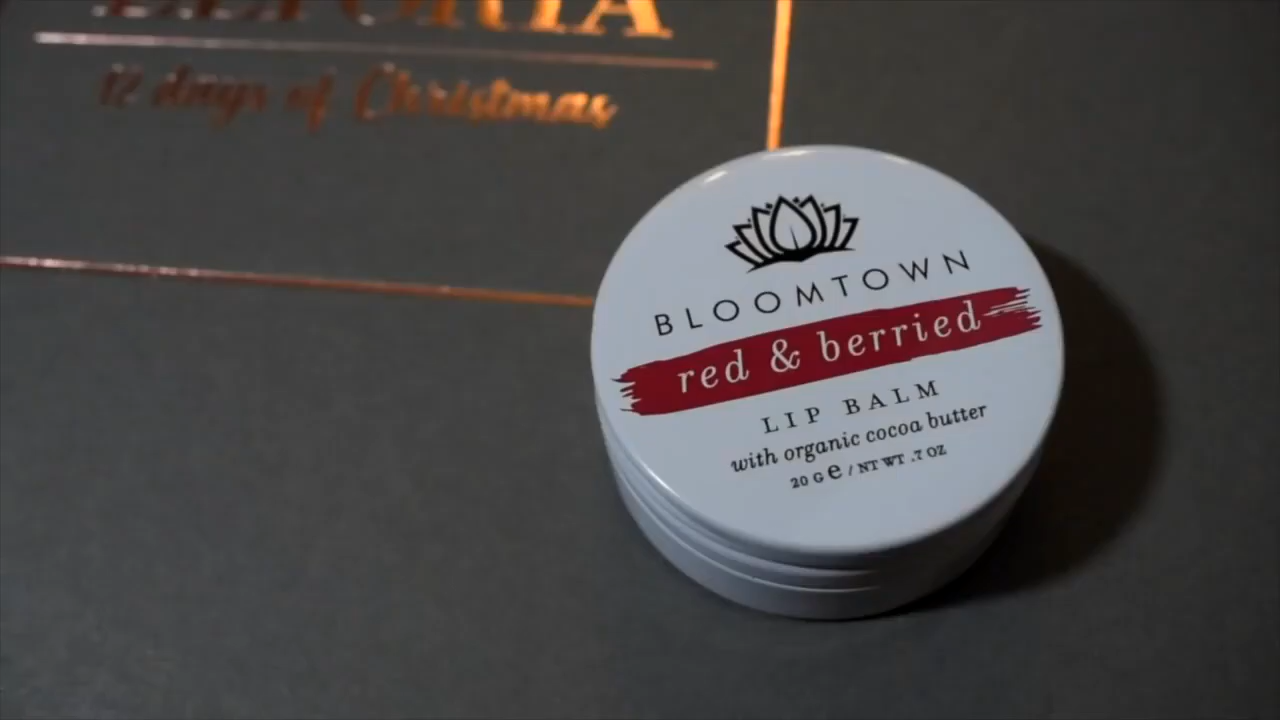 12 days of Christmas
BLOOMTOWN
red & berried
LIP BALM
with organic cocoa butter
20 G e / NT WT .7 OZ